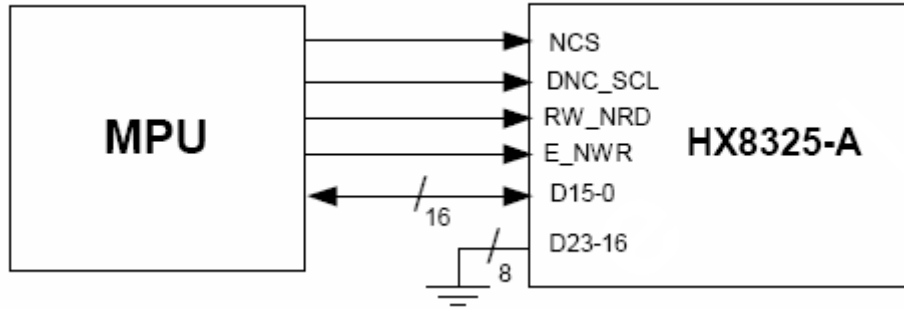 MPU
NCS
DNC_SCL
RW_NRD
E_NWR
D15-0
D23-16
HX8325-A
16
8